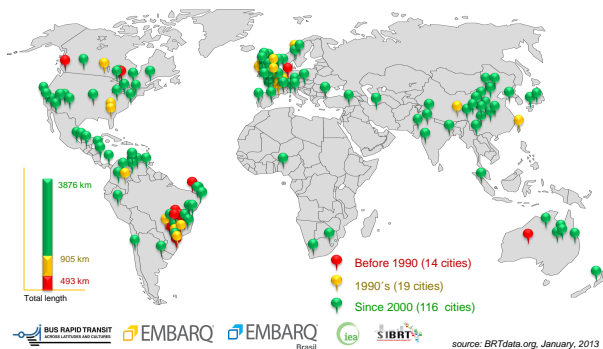 3876 km
905 km
493 km
Total length
Before 1990 (14 cities)
1990´s (19 cities)
Since 2000 (116 cities)
BUS RAPID TRANSIT
ACROSS LATITUDES AND CULTURES
EMBARQ
EMBARQ
Brasil
iea
SIBRT
source: BRTdata.org, January, 2013